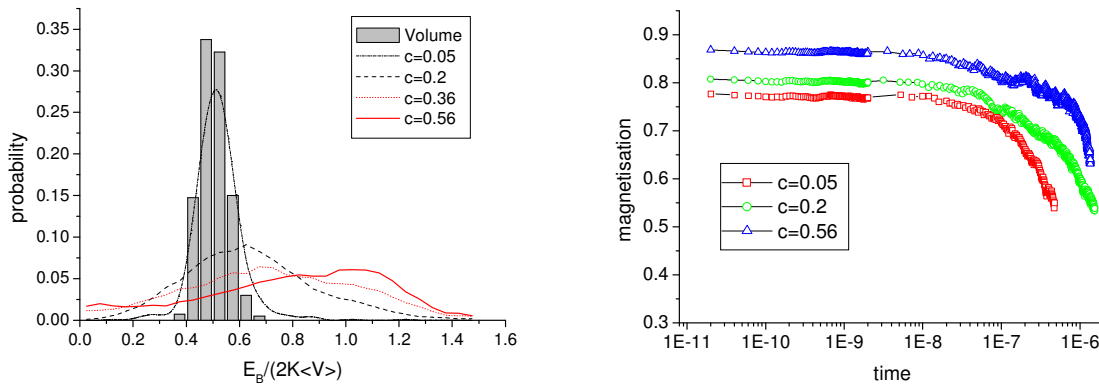 probability
0.35
0.30
0.25
0.20
0.15
0.10
0.05
0.00
0.0 0.2 0.4 0.6 0.8 1.0 1.2 1.4 1.6
E_B/(2K<V>)
Volume
c=0.05
c=0.2
c=0.36
c=0.56
magnetisation
0.9
0.8
0.7
0.6
0.5
0.4
0.3
1E-11 1E-10 1E-9 1E-8 1E-7 1E-6
time
c=0.05
c=0.2
c=0.56